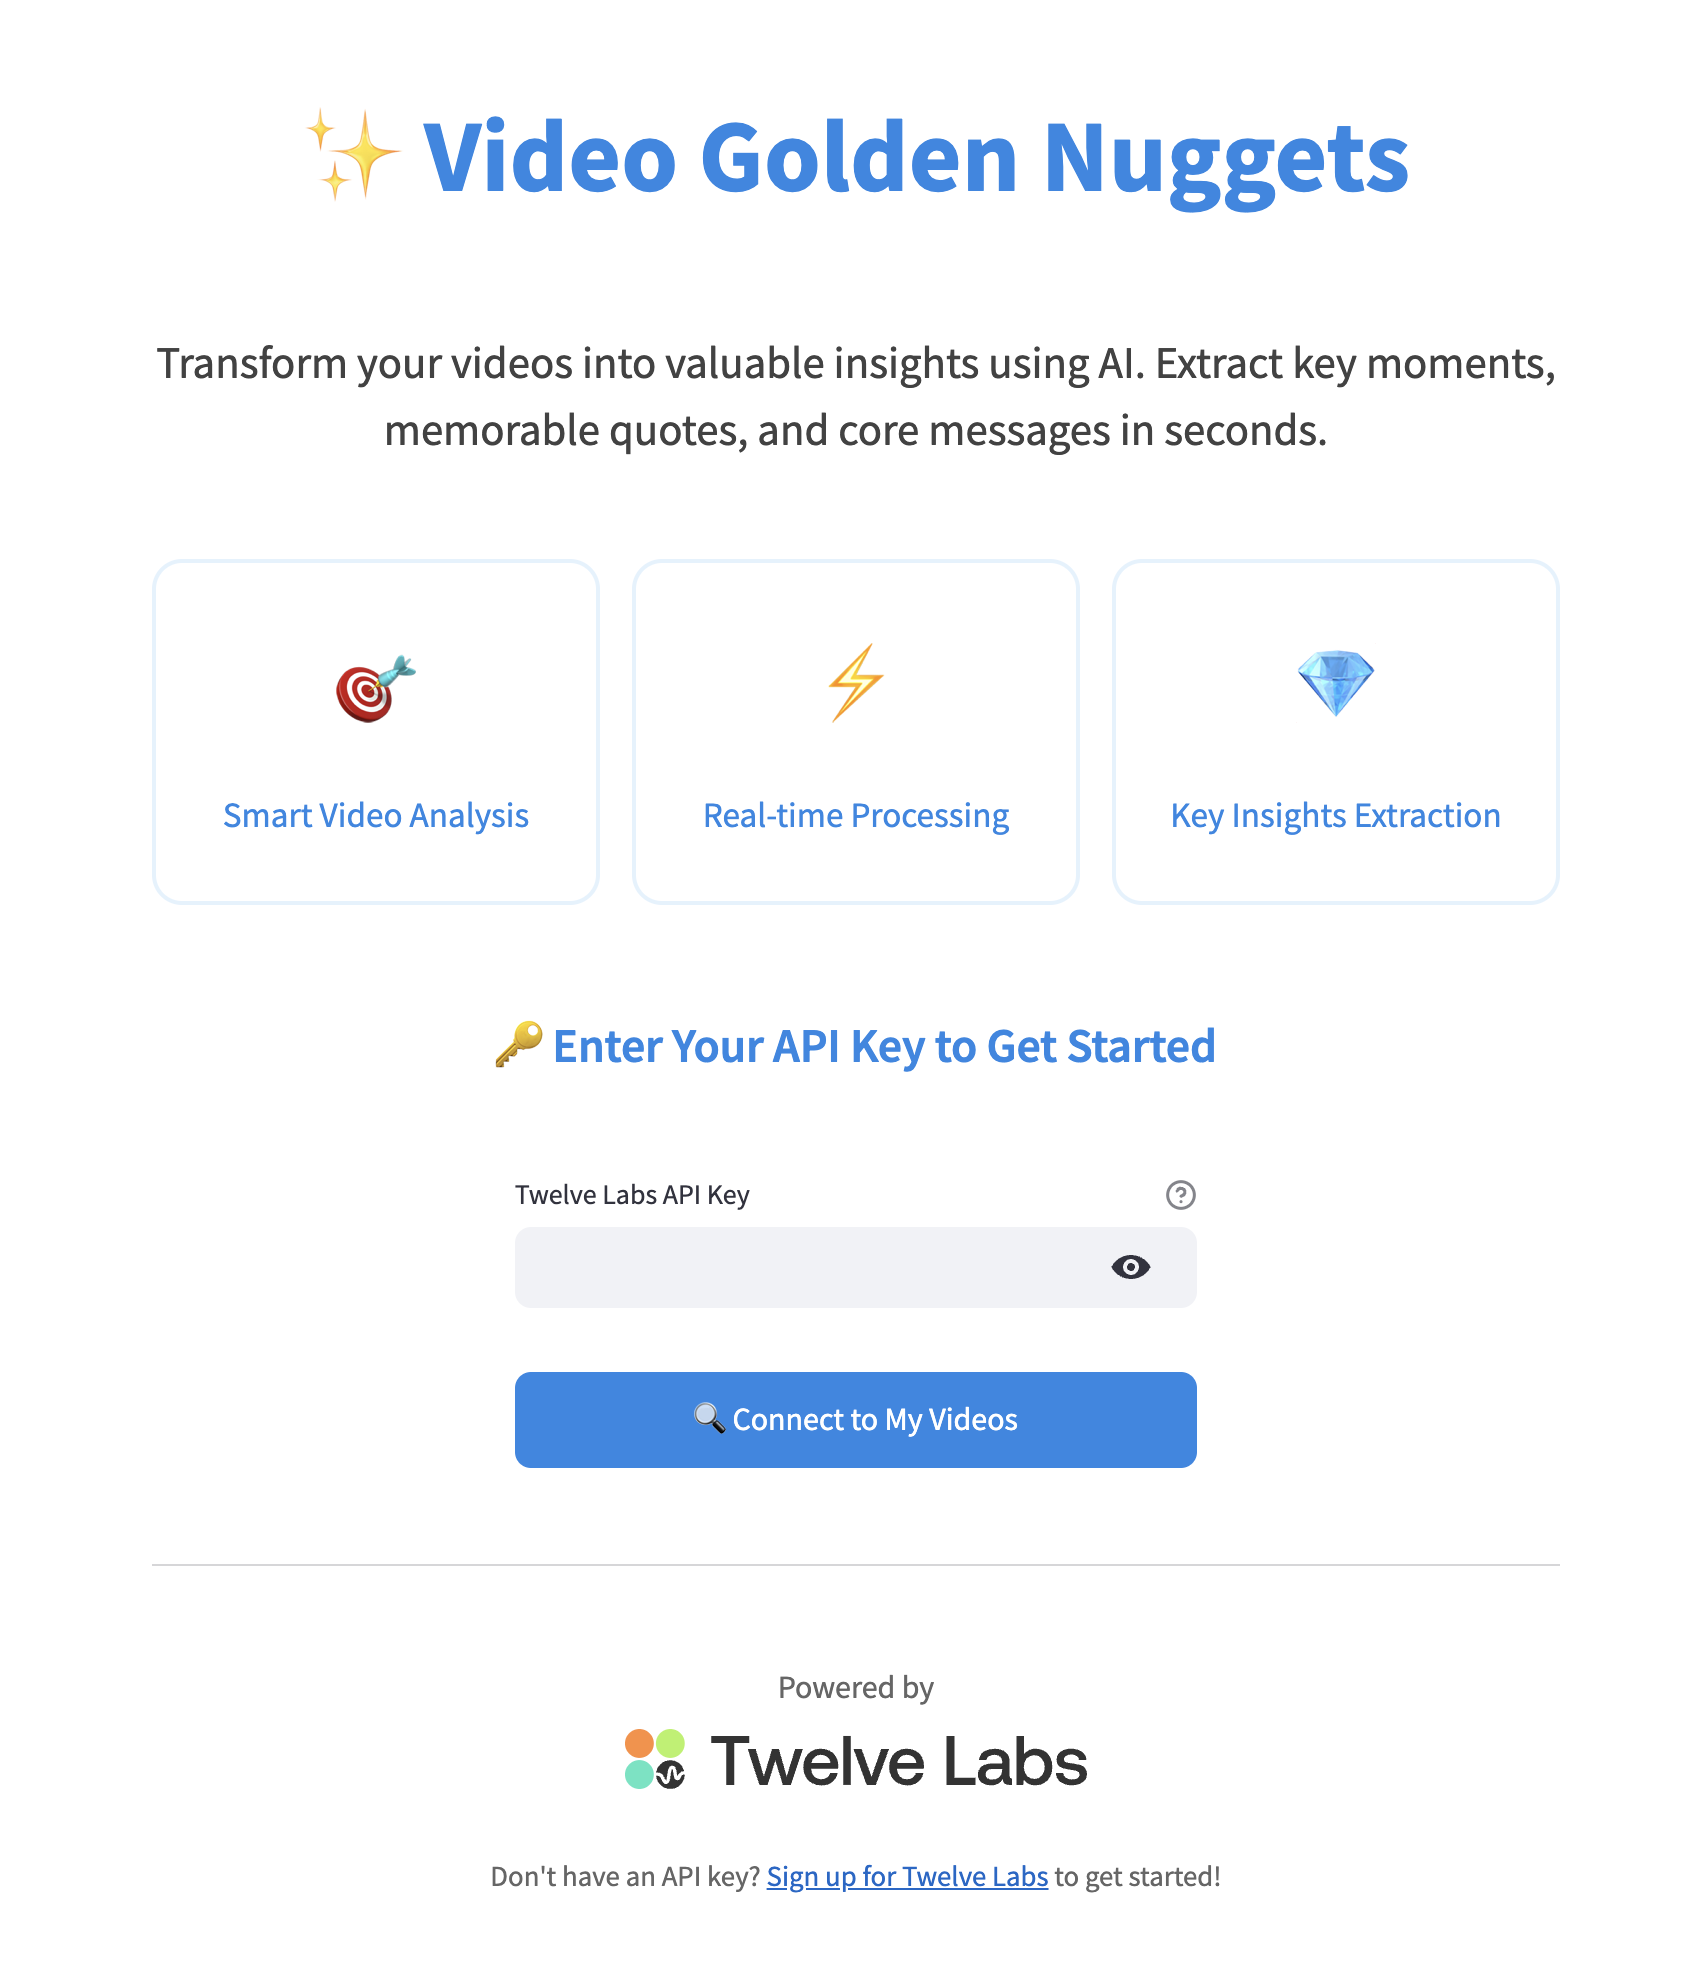 ✨ Video Golden Nuggets
Transform your videos into valuable insights using AI. Extract key moments,
memorable quotes, and core messages in seconds.
Smart Video Analysis
Real-time Processing
Key Insights Extraction
🔑 Enter Your API Key to Get Started
Twelve Labs API Key
🔍 Connect to My Videos
Powered by
Twelve Labs
Don't have an API key? Sign up for Twelve Labs to get started!